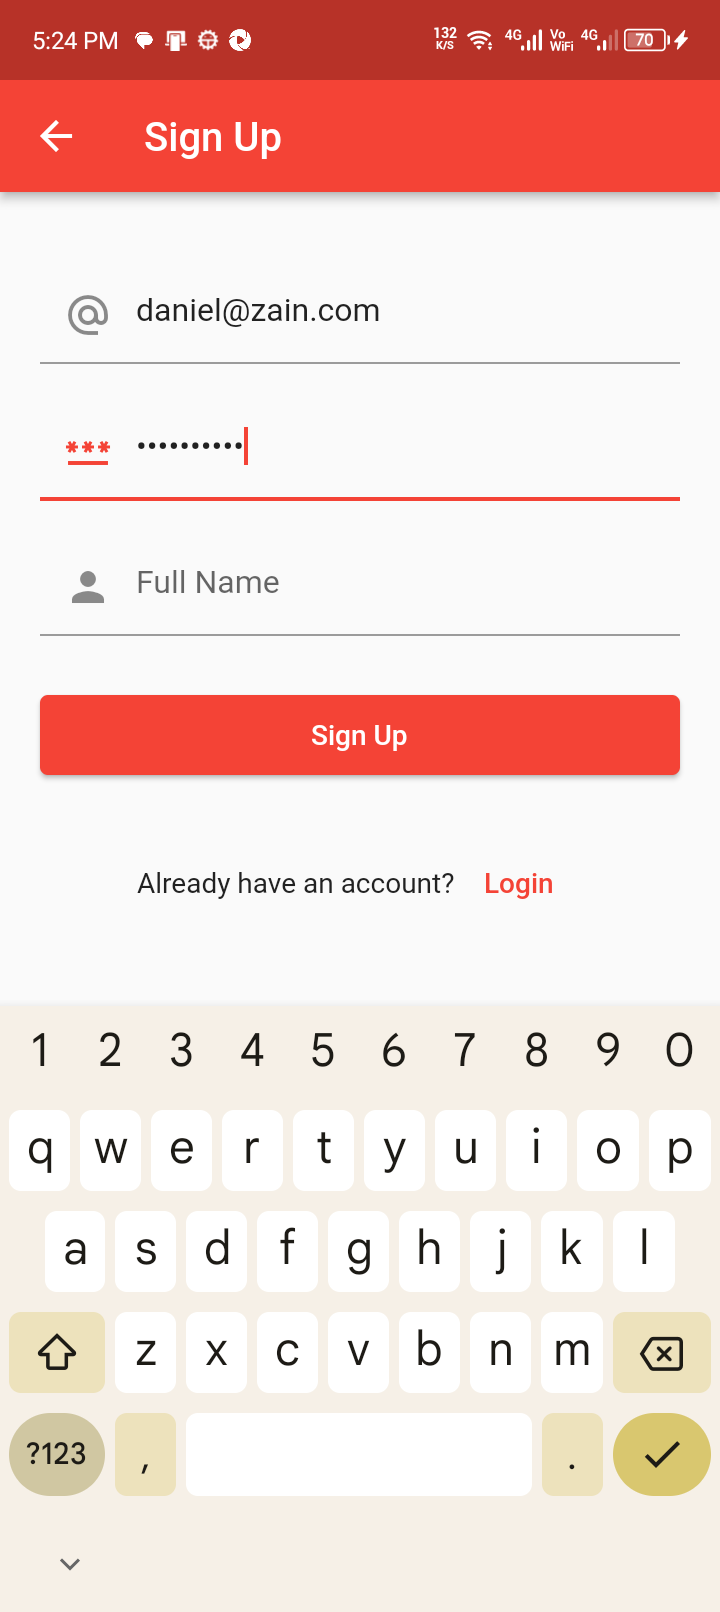 5:24 PM 132 K/S 4G Vo WiFi 4G 70
Sign Up
daniel@zain.com
*** ••••••••••
Full Name
Sign Up
Already have an account? Login
1 2 3 4 5 6 7 8 9 0
q w e r t y u i o p
a s d f g h j k l
z x c v b n m
?123 , .